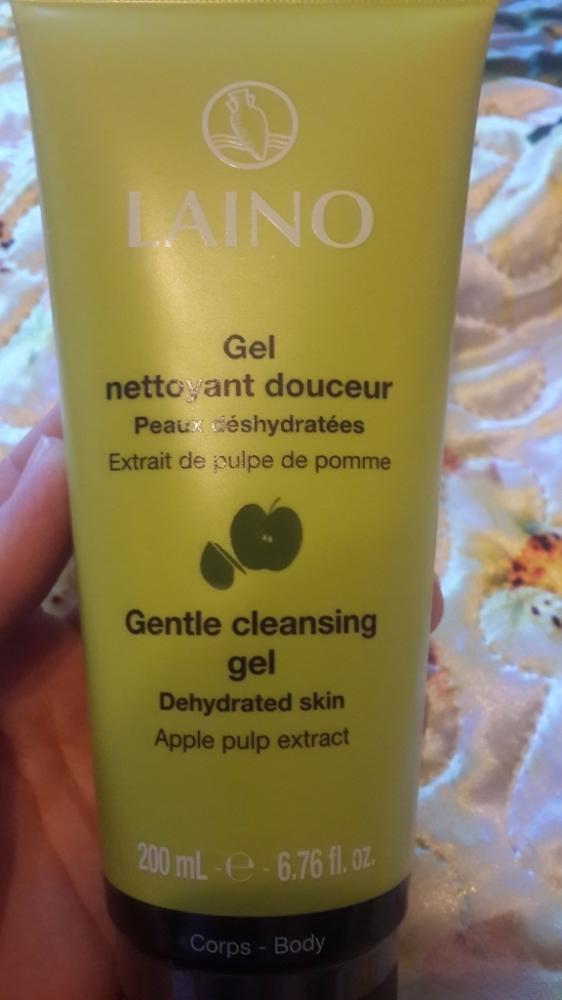 LAINO
Gel
nettoyant douceur
Peaux déshydratées
Extrait de pulpe de pomme
Gentle cleansing
gel
Dehydrated skin
Apple pulp extract
200 mL - ℮ - 6.76 fl. oz.
Corps - Body